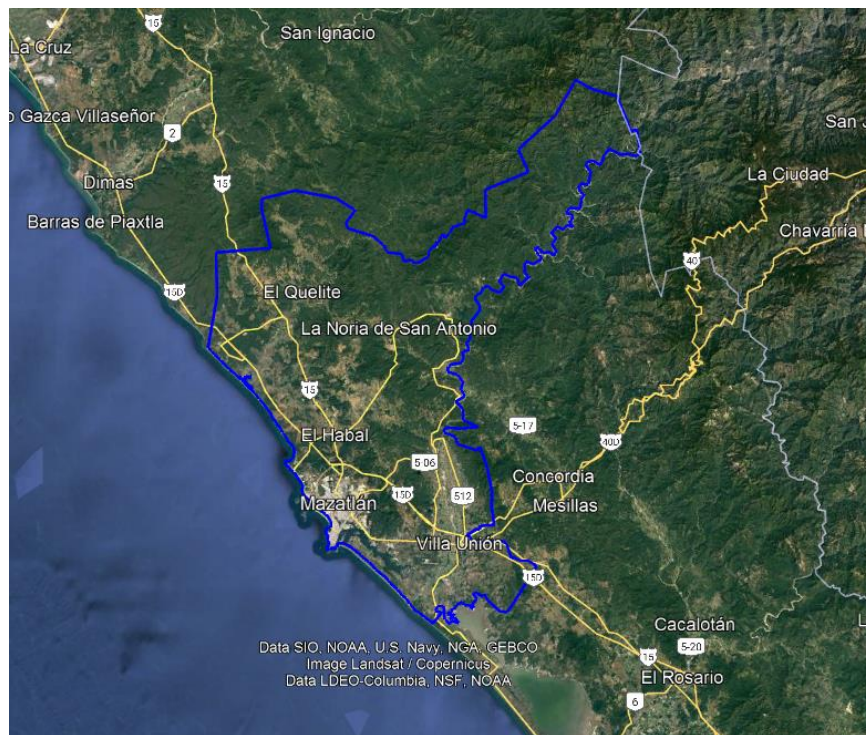 15
San Ignacio
La Cruz
o Gazca Villaseñor
2
San J
Dimas
15
La Ciudad
Barras de Piaxtla
Chavarría
40
15D
El Quelite
La Noria de San Antonio
15
5-17
El Habal
40D
5-06
Concordia
15D
512
Mazatlán
Mesillas
Villa Unión
15D
Cacalotán
L
Data SIO, NOAA, U.S. Navy, NGA, GEBCO
Image Landsat / Copernicus
Data LDEO-Columbia, NSF, NOAA
15
5-20
El Rosario
6